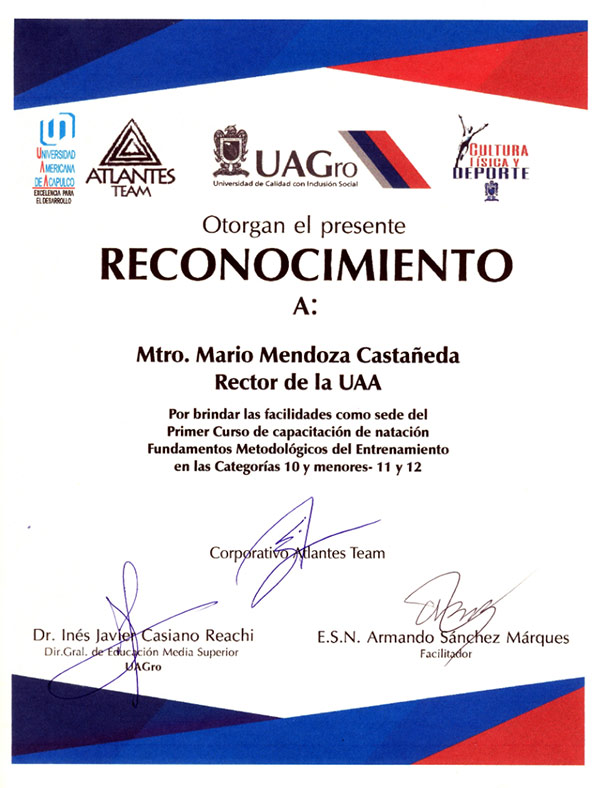 UNIVERSIDAD
AMERICANA
DE ACAPULCO
EXCELENCIA PARA
EL DESARROLLO
ATLANTES
TEAM
UAGro
Universidad de Calidad con Inclusión Social
CULTURA
FÍSICA Y
DEPORTE
Otorgan el presente
RECONOCIMIENTO
A:
Mtro. Mario Mendoza Castañeda
Rector de la UAA
Por brindar las facilidades como sede del
Primer Curso de capacitación de natación
Fundamentos Metodológicos del Entrenamiento
en las Categorías 10 y menores- 11 y 12
Corporativo Atlantes Team
Dr. Inés Javier Casiano Reachi
Dir.Gral. de Educación Media Superior
UAGro
E.S.N. Armando Sánchez Márques
Facilitador